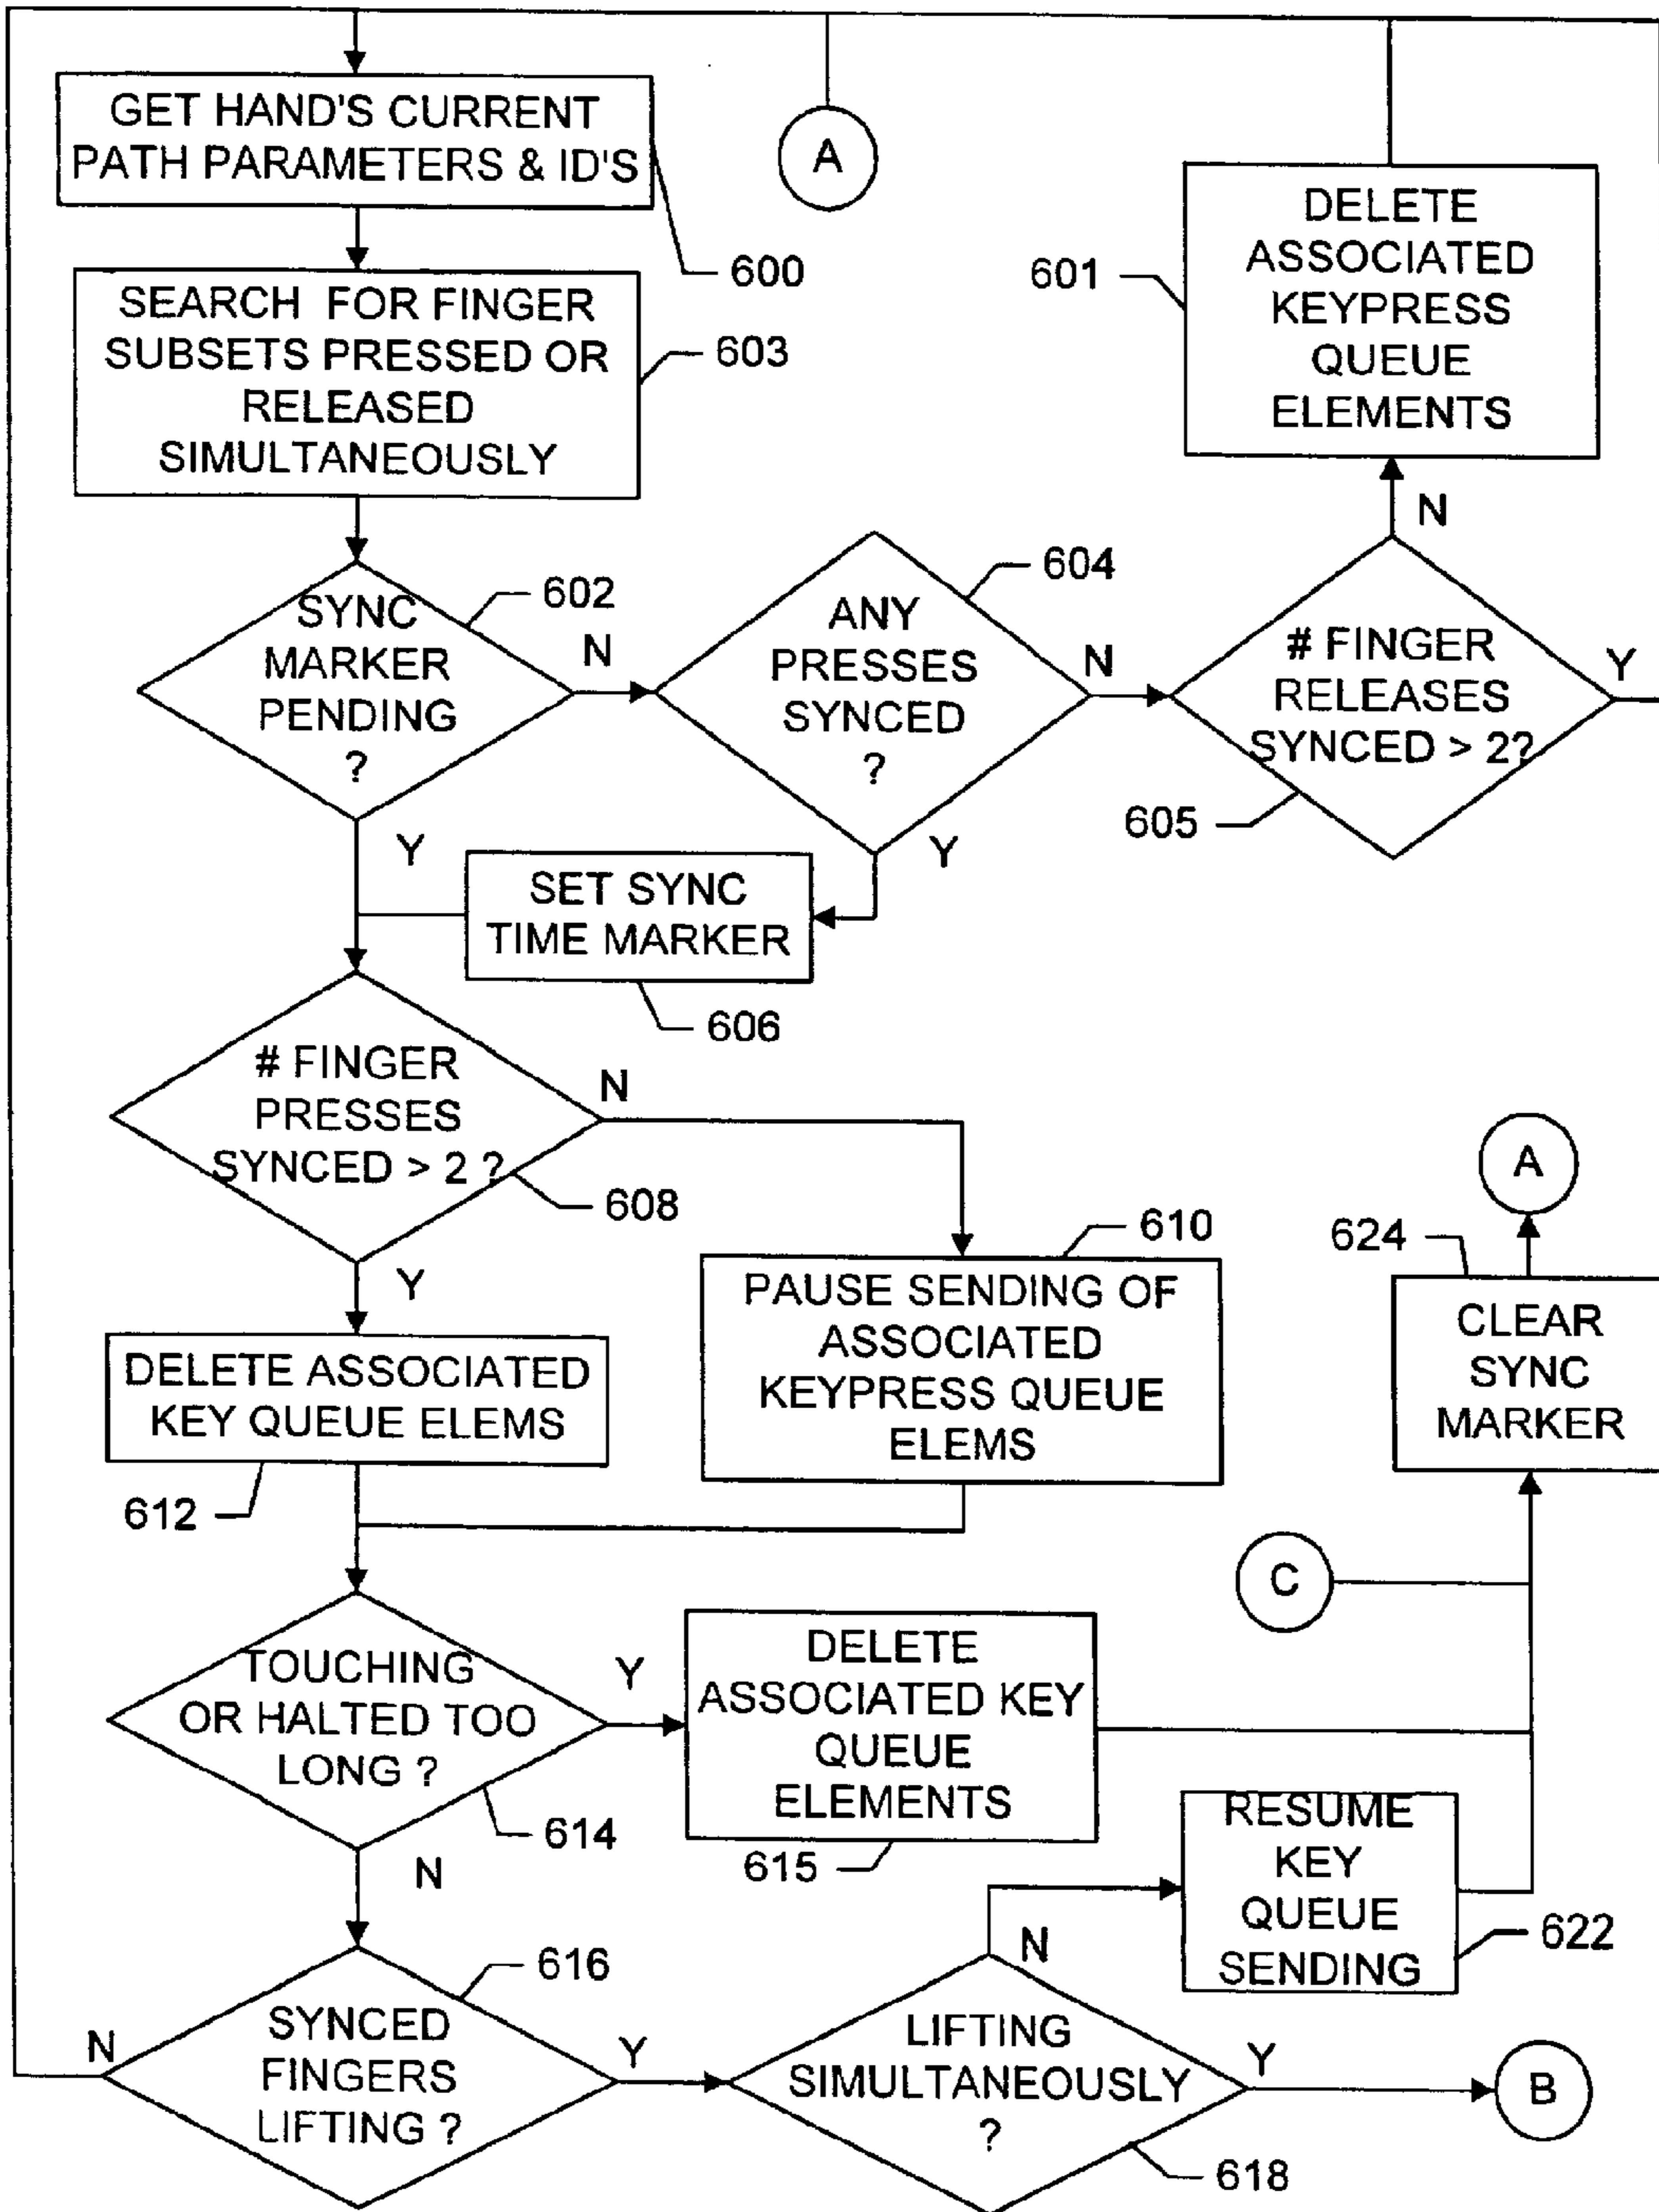 GET HAND'S CURRENT
PATH PARAMETERS & ID'S
600
A
DELETE
ASSOCIATED
KEYPRESS
QUEUE
ELEMENTS
601
SEARCH FOR FINGER
SUBSETS PRESSED OR
RELEASED
SIMULTANEOUSLY
603
N
SYNC
MARKER
PENDING
?
602
N
ANY
PRESSES
SYNCED
?
604
N
# FINGER
RELEASES
SYNCED > 2?
605
Y
Y
Y
SET SYNC
TIME MARKER
606
# FINGER
PRESSES
SYNCED > 2 ?
608
N
Y
610
PAUSE SENDING OF
ASSOCIATED
KEYPRESS QUEUE
ELEMS
A
624
CLEAR
SYNC
MARKER
DELETE ASSOCIATED
KEY QUEUE ELEMS
612
C
TOUCHING
OR HALTED TOO
LONG ?
614
Y
N
DELETE
ASSOCIATED KEY
QUEUE
ELEMENTS
615
RESUME
KEY
QUEUE
SENDING
622
N
SYNCED
FINGERS
LIFTING ?
616
Y
N
LIFTING
SIMULTANEOUSLY
?
618
Y
B